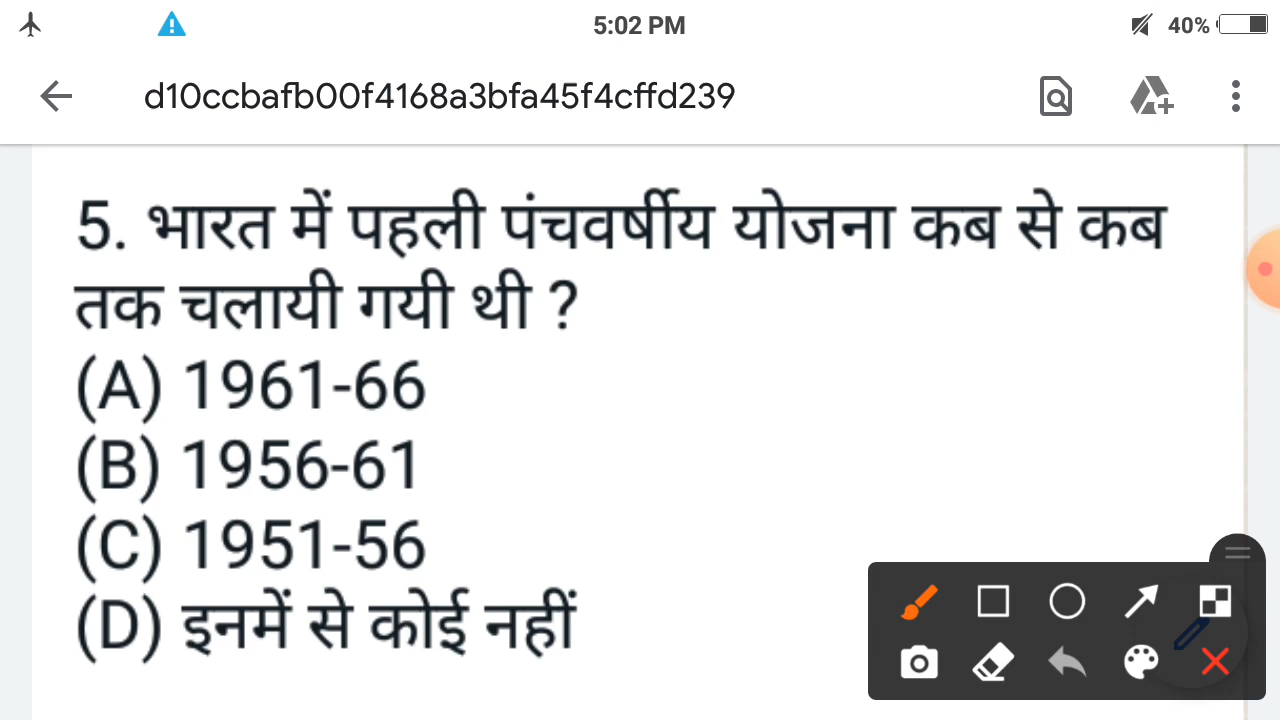 5:02 PM
40%
d10ccbafb00f4168a3bfa45f4cffd239
5. भारत में पहली पंचवर्षीय योजना कब से कब
तक चलायी गयी थी ?
(A) 1961-66
(B) 1956-61
(C) 1951-56
(D) इनमें से कोई नहीं